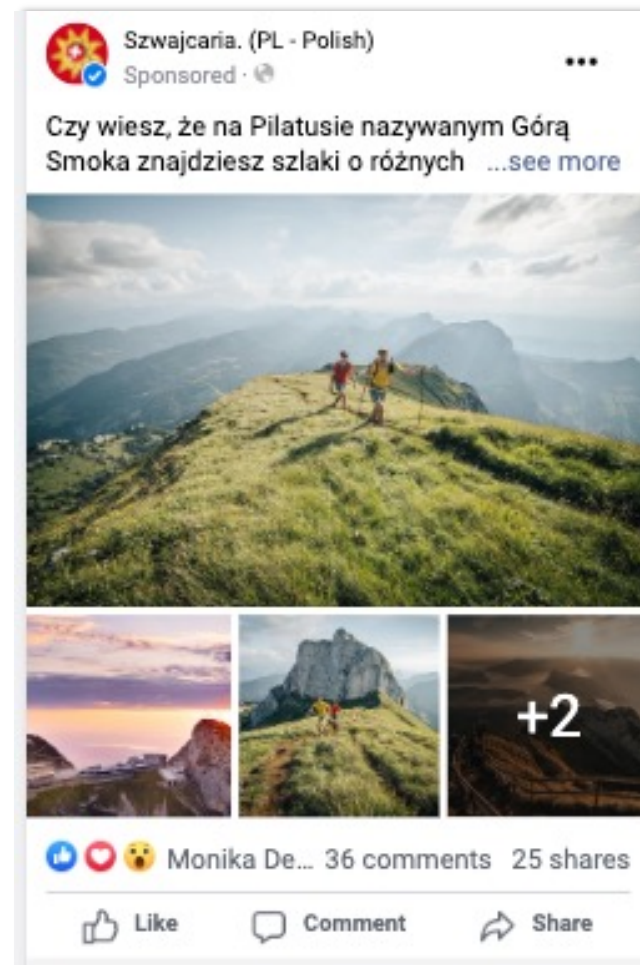 Szwajcaria. (PL - Polish)
Sponsored ·
Czy wiesz, że na Pilatusie nazywanym Górą
Smoka znajdziesz szlaki o różnych ...see more
+2
Monika De... 36 comments 25 shares
Like Comment Share